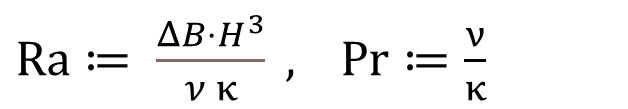 Ra := ΔB·H³ / ν κ , Pr := ν / κ